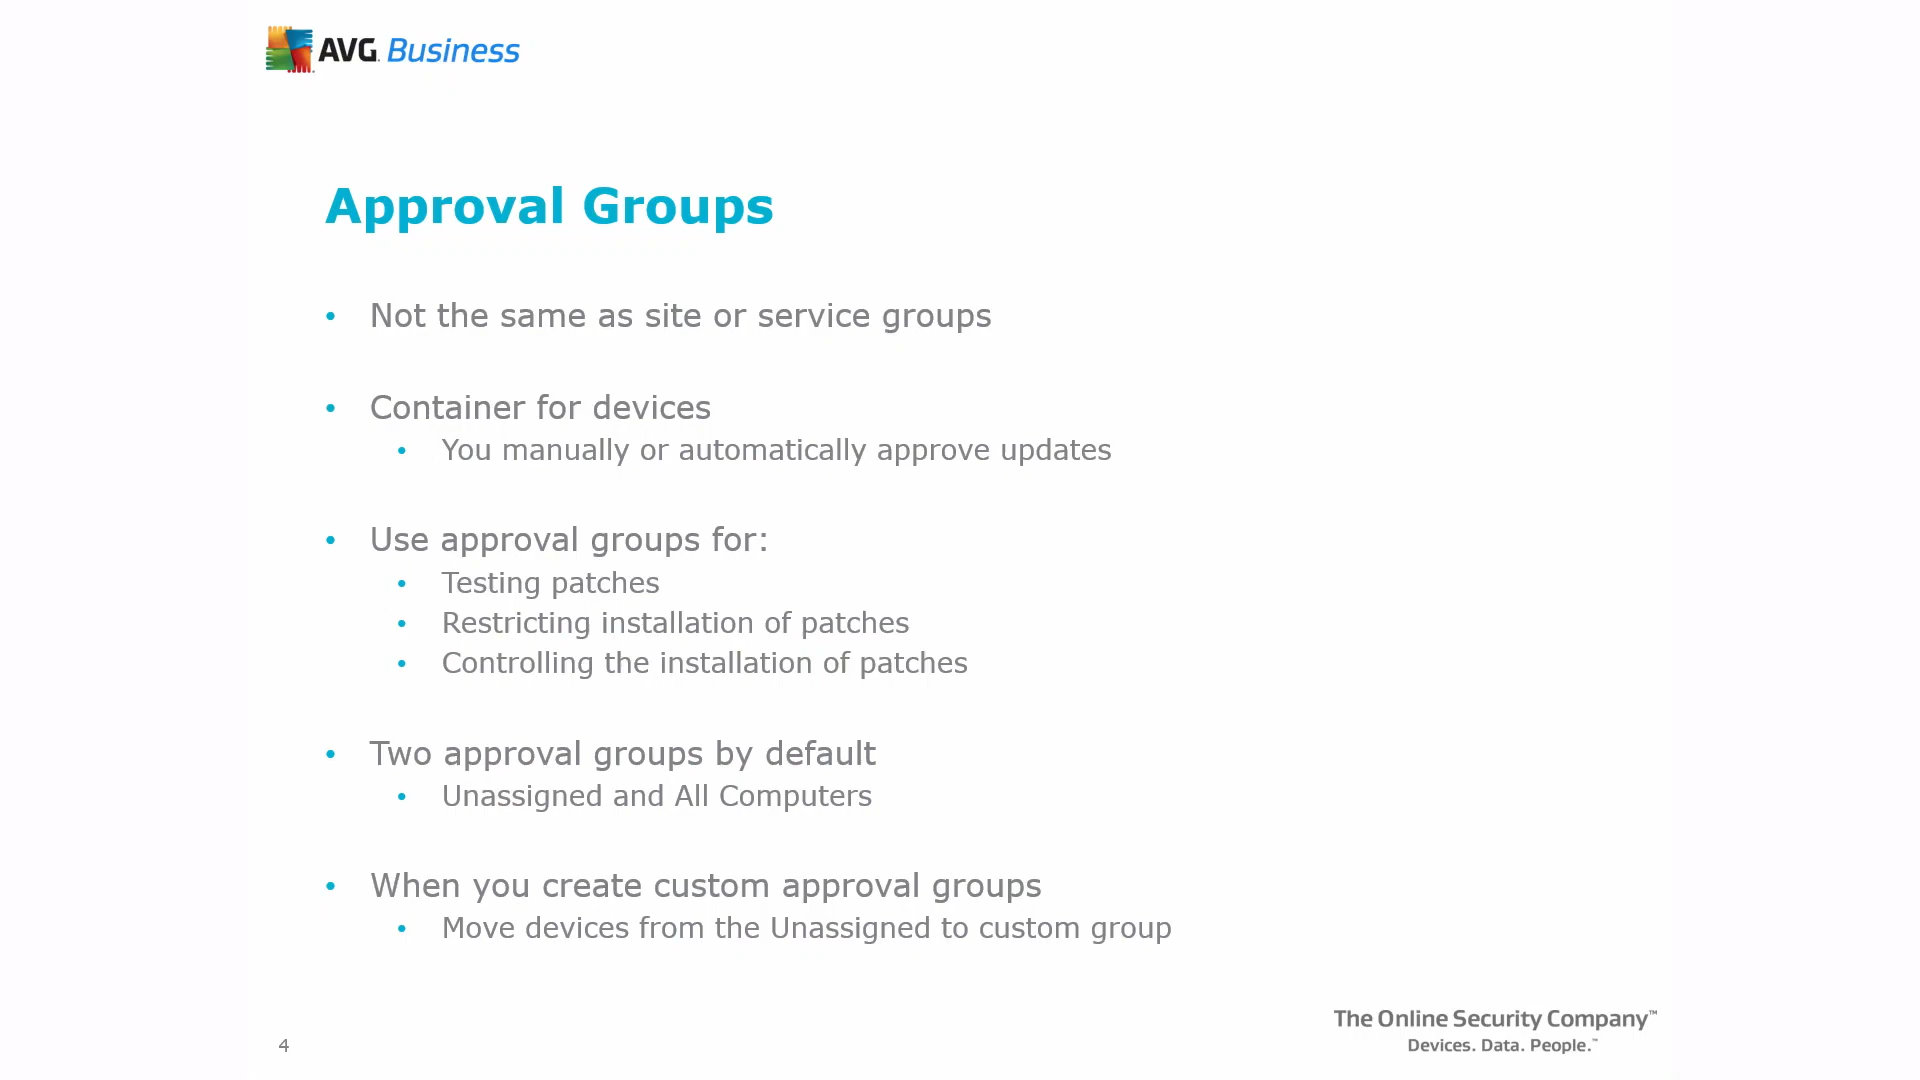 AVG. Business
Approval Groups
• Not the same as site or service groups
• Container for devices
• You manually or automatically approve updates
• Use approval groups for:
• Testing patches
• Restricting installation of patches
• Controlling the installation of patches
• Two approval groups by default
• Unassigned and All Computers
• When you create custom approval groups
• Move devices from the Unassigned to custom group
The Online Security Company™
Devices. Data. People.™
4